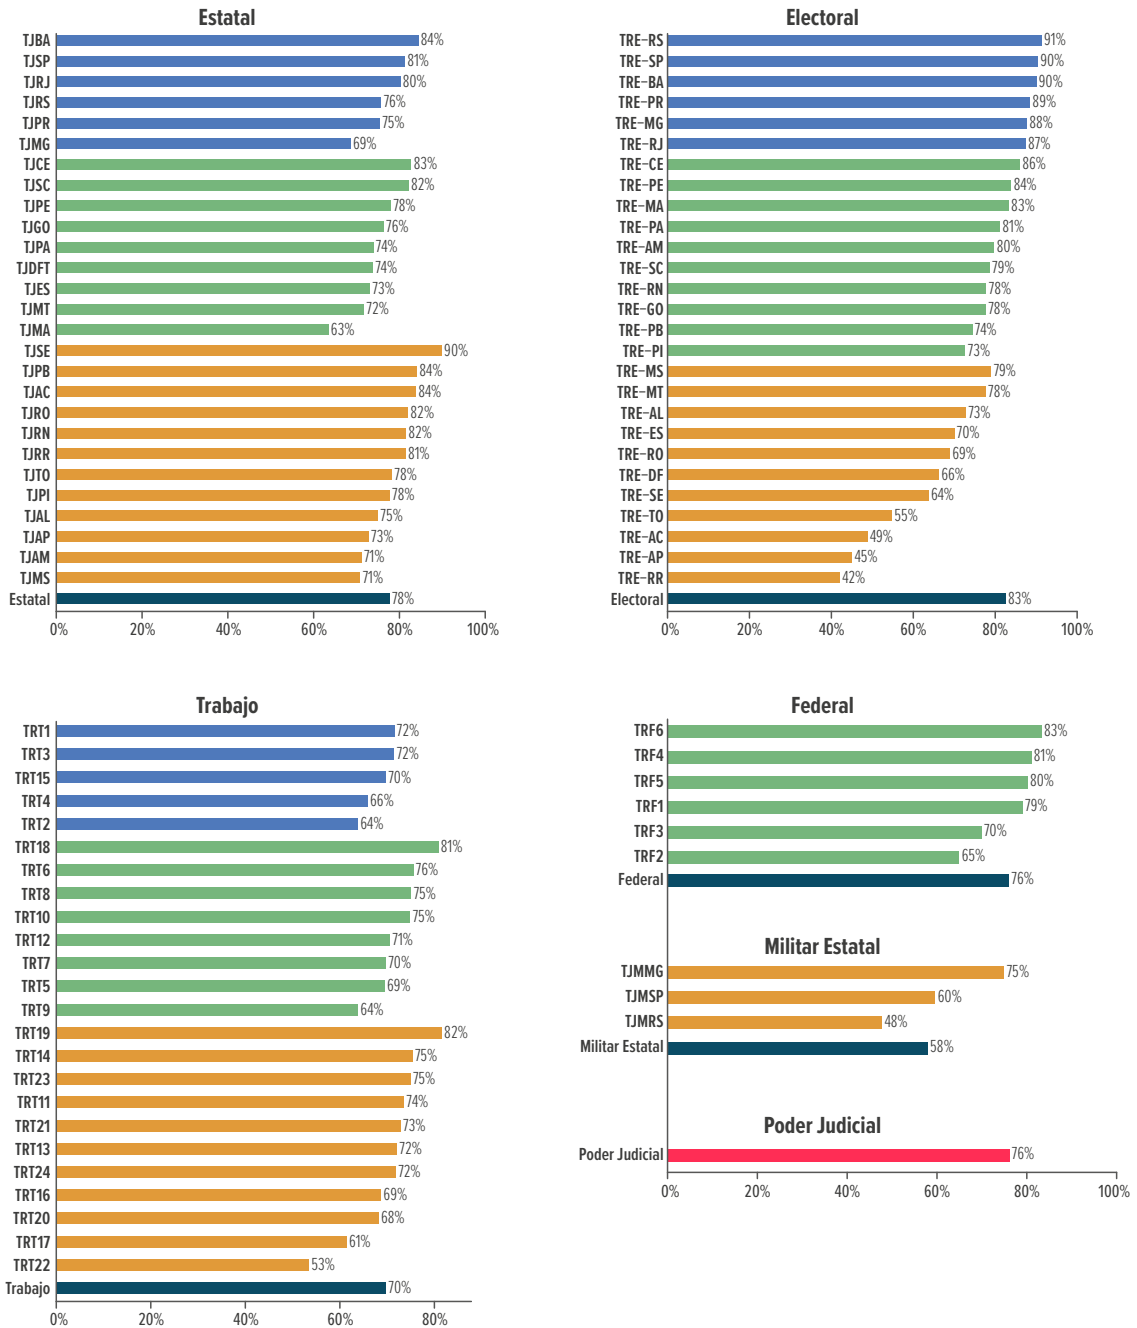 Estatal
TJBA 84%
TJSP 81%
TJRJ 80%
TJRS 76%
TJPR 75%
TJMG 69%
TJCE 83%
TJSC 82%
TJPE 78%
TJGO 76%
TJPA 74%
TJDFT 74%
TJES 73%
TJMT 72%
TJMA 63%
TJSE 90%
TJPB 84%
TJAC 84%
TJRO 82%
TJRN 82%
TJRR 81%
TJTO 78%
TJPI 78%
TJAL 75%
TJAP 73%
TJAM 71%
TJMS 71%
Estatal 78%
0% 20% 40% 60% 80% 100%
Electoral
TRE-RS 91%
TRE-SP 90%
TRE-BA 90%
TRE-PR 89%
TRE-MG 88%
TRE-RJ 87%
TRE-CE 86%
TRE-PE 84%
TRE-MA 83%
TRE-PA 81%
TRE-AM 80%
TRE-SC 79%
TRE-RN 78%
TRE-GO 78%
TRE-PB 74%
TRE-PI 73%
TRE-MS 79%
TRE-MT 78%
TRE-AL 73%
TRE-ES 70%
TRE-RO 69%
TRE-DF 66%
TRE-SE 64%
TRE-TO 55%
TRE-AC 49%
TRE-AP 45%
TRE-RR 42%
Electoral 83%
0% 20% 40% 60% 80% 100%
Trabajo
TRT1 72%
TRT3 72%
TRT15 70%
TRT4 66%
TRT2 64%
TRT18 81%
TRT6 76%
TRT8 75%
TRT10 75%
TRT12 71%
TRT7 70%
TRT5 69%
TRT9 64%
TRT19 82%
TRT14 75%
TRT23 75%
TRT11 74%
TRT21 73%
TRT13 72%
TRT24 72%
TRT16 69%
TRT20 68%
TRT17 61%
TRT22 53%
Trabajo 70%
0% 20% 40% 60% 80%
Federal
TRF6 83%
TRF4 81%
TRF5 80%
TRF1 79%
TRF3 70%
TRF2 65%
Federal 76%
Militar Estatal
TJMMG 75%
TJMSP 60%
TJMRS 48%
Militar Estatal 58%
Poder Judicial
Poder Judicial 76%
0% 20% 40% 60% 80% 100%